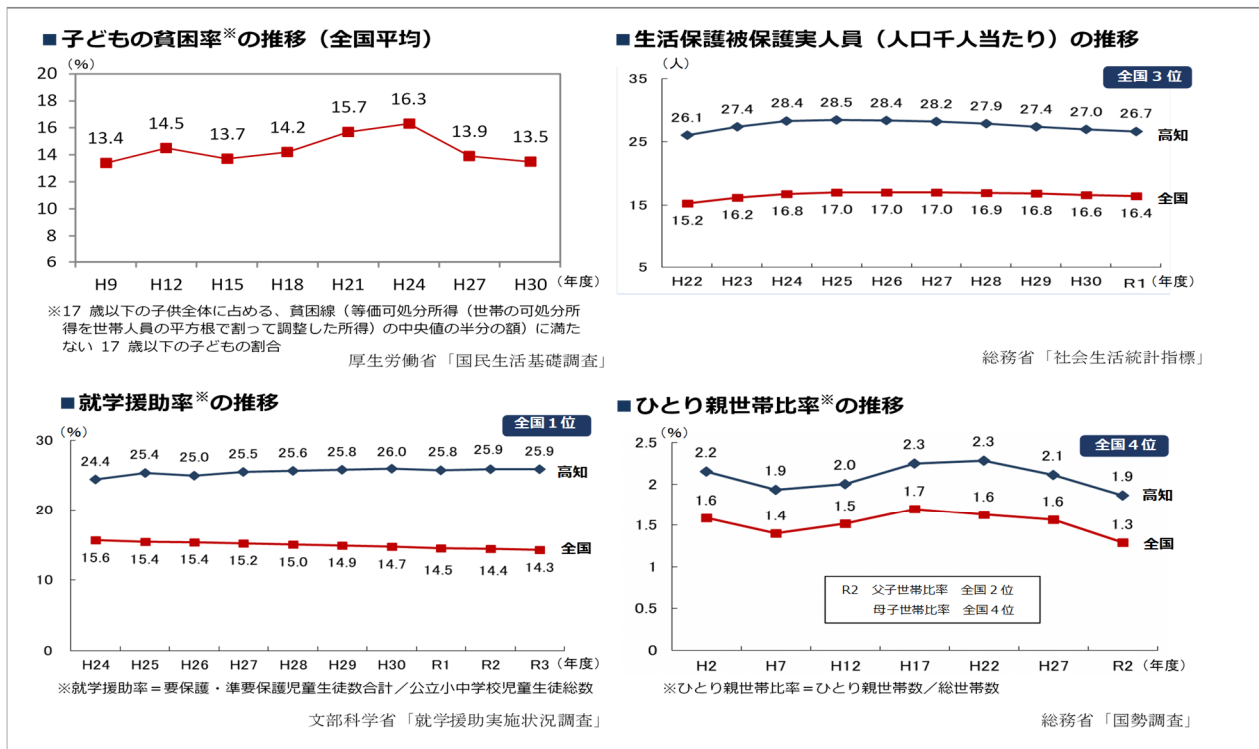 ■子どもの貧困率※の推移（全国平均）
(%)
20
18
16
14
12
10
8
6
13.4
14.5
13.7
14.2
15.7
16.3
13.9
13.5
H9 H12 H15 H18 H21 H24 H27 H30 (年度)
※17 歳以下の子供全体に占める、貧困線（等価可処分所得（世帯の可処分所
得を世帯人員の平方根で割って調整した所得）の中央値の半分の額）に満た
ない 17 歳以下の子どもの割合
厚生労働省「国民生活基礎調査」
■生活保護被保護実人員（人口千人当たり）の推移
(人)
全国３位
35
25
15
5
26.1 27.4 28.4 28.5 28.4 28.2 27.9 27.4 27.0 26.7
高知
全国
15.2 16.2 16.8 17.0 17.0 17.0 16.9 16.8 16.6 16.4
H22 H23 H24 H25 H26 H27 H28 H29 H30 R1 (年度)
総務省「社会生活統計指標」
■就学援助率※の推移
全国１位
(%)
30
20
10
0
24.4 25.4 25.0 25.5 25.6 25.8 26.0 25.8 25.9 25.9
高知
全国
15.6 15.4 15.4 15.2 15.0 14.9 14.7 14.5 14.4 14.3
H24 H25 H26 H27 H28 H29 H30 R1 R2 R3 (年度)
※就学援助率＝要保護・準要保護児童生徒数合計／公立小中学校児童生徒総数
文部科学省「就学援助実施状況調査」
■ひとり親世帯比率※の推移
(%)
全国４位
2.5
2
1.5
1
0.5
0
2.2 1.9 2.0 2.3 2.3 2.1 1.9
高知
1.6 1.4 1.5 1.7 1.6 1.6 1.3
全国
R2 父子世帯比率 全国２位
母子世帯比率 全国４位
H2 H7 H12 H17 H22 H27 R2 (年度)
※ひとり親世帯比率＝ひとり親世帯数／総世帯数
総務省「国勢調査」